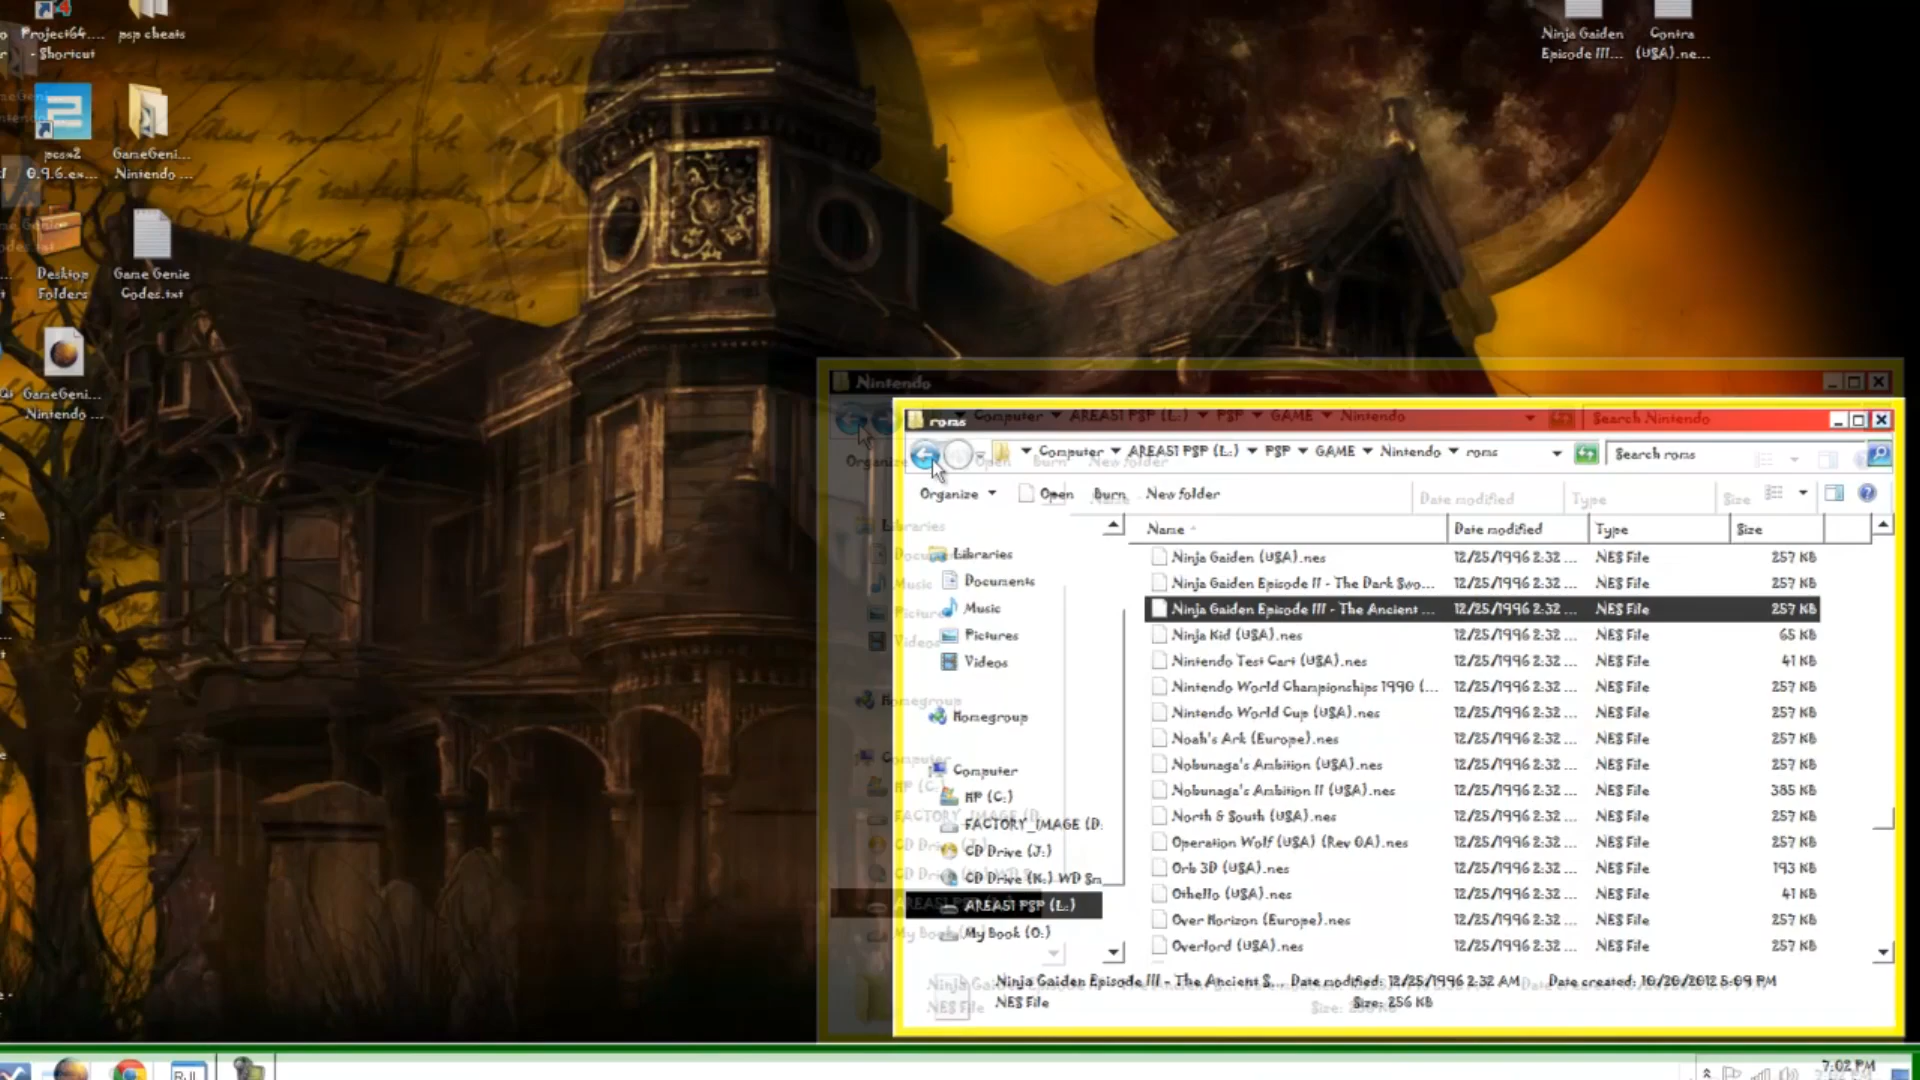 Project64....
- Shortcut
psp cheats
Ninja Gaiden
Episode III...
Contra
(USA).ne...
pcsx2
0.9.6.ex...
GameGeni...
Nintendo ...
Desktop
Folders
Game Genie
Codes.txt
GameGeni...
Nintendo ...
Nintendo
Computer AREA51 PSP (L:) PSP GAME Nintendo
Search Nintendo
roms
Computer AREA51 PSP (L:) PSP GAME Nintendo roms
Search roms
Organize Open Burn New folder
Name Date modified Type Size
Libraries
Documents
Music
Pictures
Videos
Homegroup
Computer
HP (C:)
FACTORY_IMAGE (D:
CD Drive (J:)
CD Drive (K:) WD Sm
AREA51 PSP (L:)
My Book (O:)
Ninja Gaiden (USA).nes 12/25/1996 2:32 ... NES File 257 KB
Ninja Gaiden Episode II - The Dark Swo... 12/25/1996 2:32 ... NES File 257 KB
Ninja Gaiden Episode III - The Ancient ... 12/25/1996 2:32 ... NES File 257 KB
Ninja Kid (USA).nes 12/25/1996 2:32 ... NES File 65 KB
Nintendo Test Cart (USA).nes 12/25/1996 2:32 ... NES File 41 KB
Nintendo World Championships 1990 (... 12/25/1996 2:32 ... NES File 257 KB
Nintendo World Cup (USA).nes 12/25/1996 2:32 ... NES File 257 KB
Noah's Ark (Europe).nes 12/25/1996 2:32 ... NES File 257 KB
Nobunaga's Ambition (USA).nes 12/25/1996 2:32 ... NES File 257 KB
Nobunaga's Ambition II (USA).nes 12/25/1996 2:32 ... NES File 385 KB
North & South (USA).nes 12/25/1996 2:32 ... NES File 257 KB
Operation Wolf (USA) (Rev 0A).nes 12/25/1996 2:32 ... NES File 257 KB
Orb 3D (USA).nes 12/25/1996 2:32 ... NES File 193 KB
Othello (USA).nes 12/25/1996 2:32 ... NES File 41 KB
Over Horizon (Europe).nes 12/25/1996 2:32 ... NES File 257 KB
Overlord (USA).nes 12/25/1996 2:32 ... NES File 257 KB
Ninja Gaiden Episode III - The Ancient S... Date modified: 12/25/1996 2:32 AM Date created: 10/20/2012 5:09 PM
NES File Size: 256 KB
7:02 PM